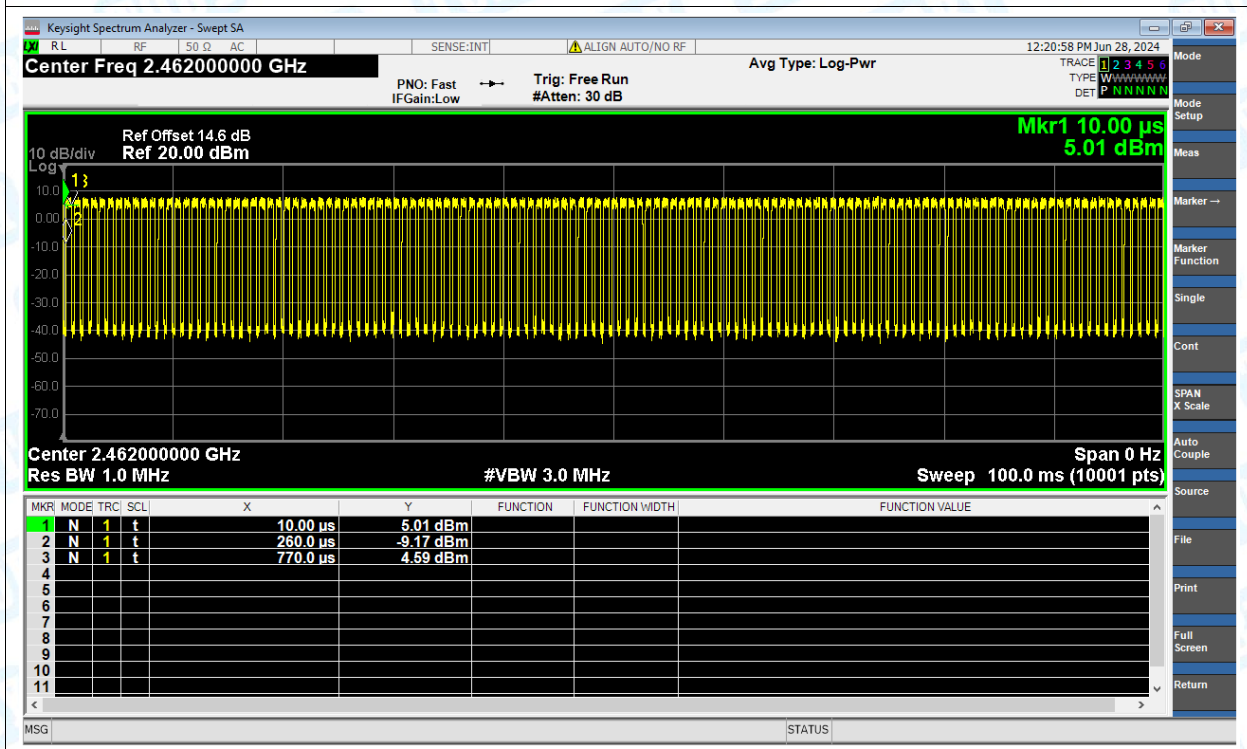 Keysight Spectrum Analyzer - Swept SA
LXI RL RF 50 Ω AC SENSE:INT ALIGN AUTO/NO RF 12:20:58 PM Jun 28, 2024
Center Freq 2.462000000 GHz
PNO: Fast
IFGain:Low
Trig: Free Run
#Atten: 30 dB
Avg Type: Log-Pwr
TRACE 1 2 3 4 5 6
TYPE WWWWWWW
DET P N N N N N
Mkr1 10.00 µs
5.01 dBm
Ref Offset 14.6 dB
10 dB/div Ref 20.00 dBm
Log
1 3
2
10.0
0.00
-10.0
-20.0
-30.0
-40.0
-50.0
-60.0
-70.0
Center 2.462000000 GHz Span 0 Hz
Res BW 1.0 MHz #VBW 3.0 MHz Sweep 100.0 ms (10001 pts)
MKR MODE TRC SCL X Y FUNCTION FUNCTION WIDTH FUNCTION VALUE
1 N 1 t 10.00 µs 5.01 dBm
2 N 1 t 260.0 µs -9.17 dBm
3 N 1 t 770.0 µs 4.59 dBm
4
5
6
7
8
9
10
11
MSG STATUS
Mode
Mode
Setup
Meas
Marker→
Marker
Function
Single
Cont
SPAN
X Scale
Auto
Couple
Source
File
Print
Full
Screen
Return